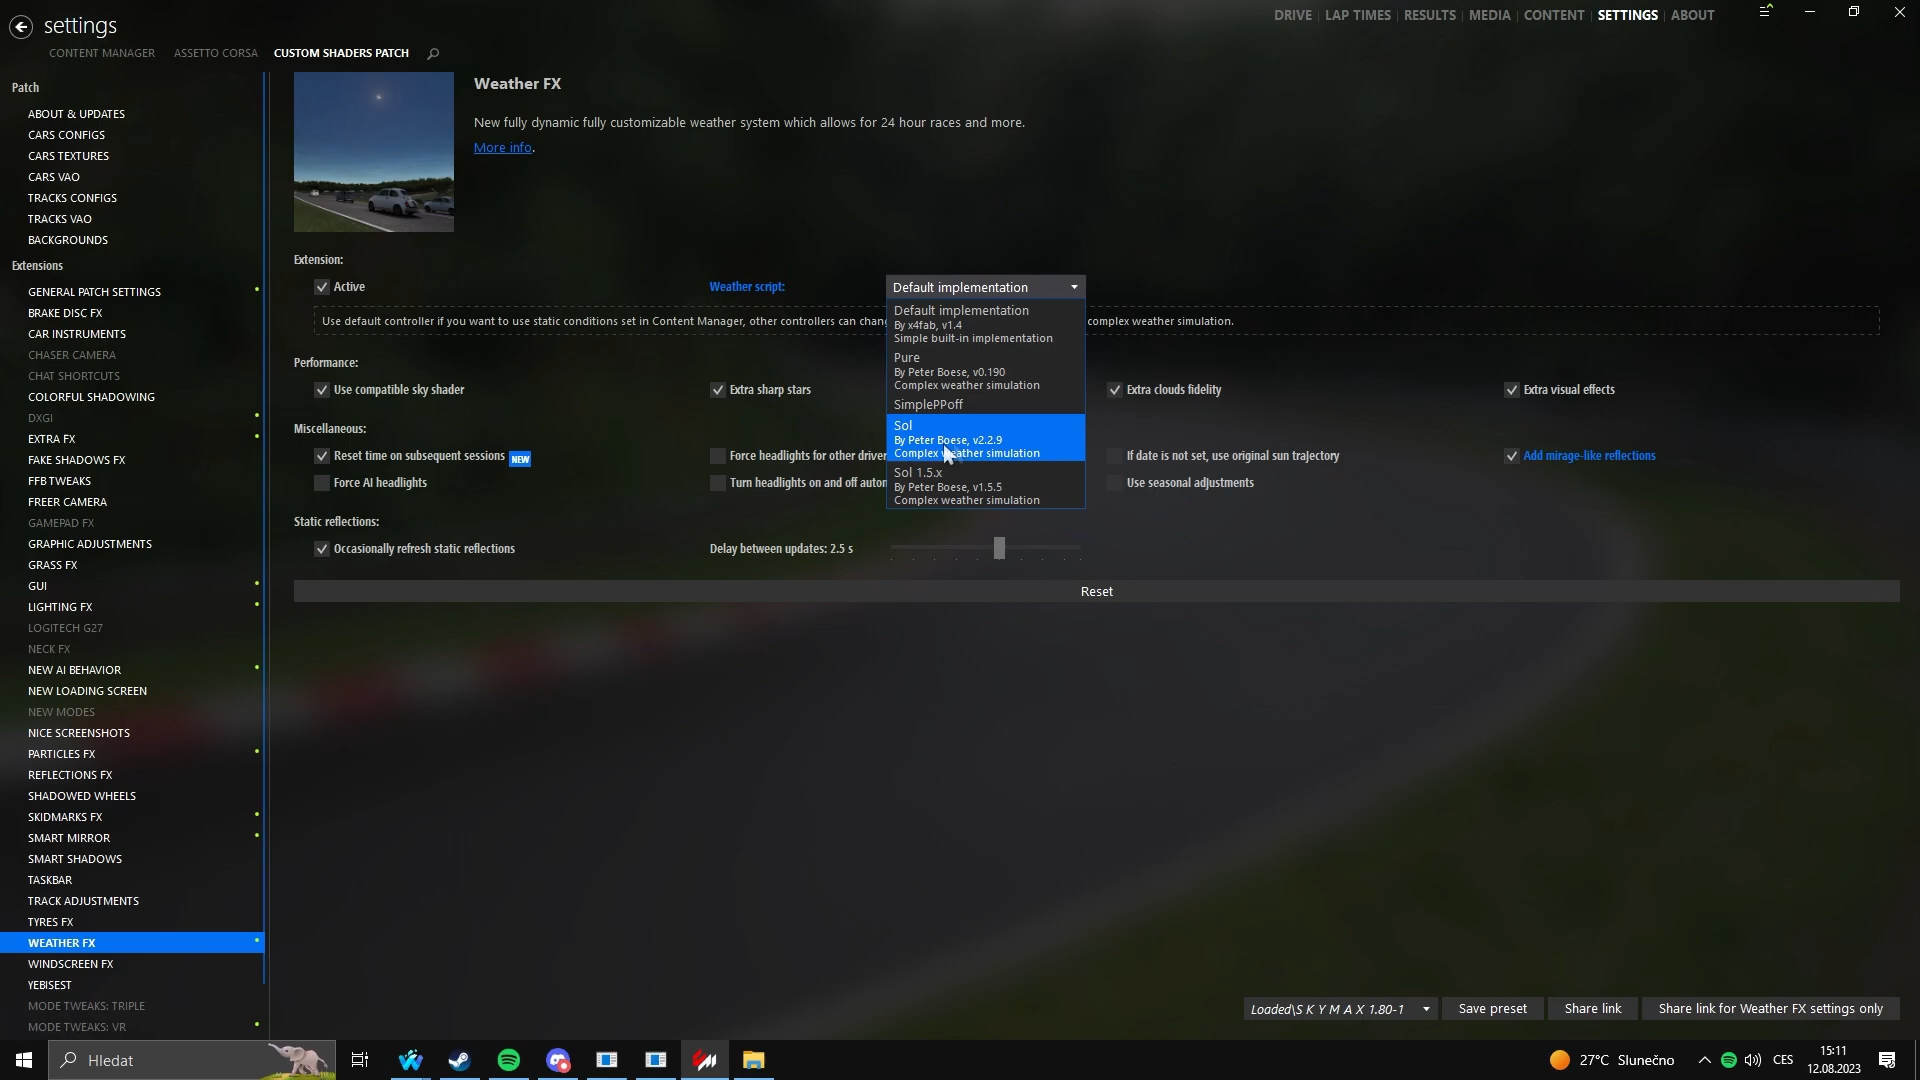 settings
DRIVE | LAP TIMES | RESULTS | MEDIA | CONTENT | SETTINGS | ABOUT
CONTENT MANAGER ASSETTO CORSA CUSTOM SHADERS PATCH
Patch
ABOUT & UPDATES
CARS CONFIGS
CARS TEXTURES
CARS VAO
TRACKS CONFIGS
TRACKS VAO
BACKGROUNDS
Extensions
GENERAL PATCH SETTINGS
BRAKE DISC FX
CAR INSTRUMENTS
CHASER CAMERA
CHAT SHORTCUTS
COLORFUL SHADOWING
DXGI
EXTRA FX
FAKE SHADOWS FX
FFB TWEAKS
FREER CAMERA
GAMEPAD FX
GRAPHIC ADJUSTMENTS
GRASS FX
GUI
LIGHTING FX
LOGITECH G27
NECK FX
NEW AI BEHAVIOR
NEW LOADING SCREEN
NEW MODES
NICE SCREENSHOTS
PARTICLES FX
REFLECTIONS FX
SHADOWED WHEELS
SKIDMARKS FX
SMART MIRROR
SMART SHADOWS
TASKBAR
TRACK ADJUSTMENTS
TYRES FX
WEATHER FX
WINDSCREEN FX
YEBISEST
MODE TWEAKS: TRIPLE
MODE TWEAKS: VR
Weather FX
New fully dynamic fully customizable weather system which allows for 24 hour races and more.
More info.
Extension:
Active
Weather script:
Default implementation
Use default controller if you want to use static conditions set in Content Manager, other controllers can complex weather simulation.
Default implementation
By x4fab, v1.4
Simple built-in implementation
Pure
By Peter Boese, v0.190
Complex weather simulation
SimplePPoff
Sol
By Peter Boese, v2.2.9
Complex weather simulation
Sol 1.5.x
By Peter Boese, v1.5.5
Complex weather simulation
Performance:
Use compatible sky shader Extra sharp stars Extra clouds fidelity Extra visual effects
Miscellaneous:
Reset time on subsequent sessions NEW Force headlights for other driver If date is not set, use original sun trajectory Add mirage-like reflections
Force AI headlights Turn headlights on and off auton Use seasonal adjustments
Static reflections:
Occasionally refresh static reflections Delay between updates: 2.5 s
Reset
Loaded\S K Y M A X 1.80-1 Save preset Share link Share link for Weather FX settings only
Hledat
27°C Slunečno CES 15:11
12.08.2023